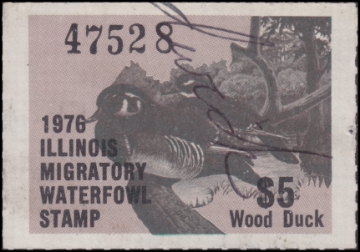 47528
1976
ILLINOIS
MIGRATORY
WATERFOWL
STAMP
$5
Wood Duck